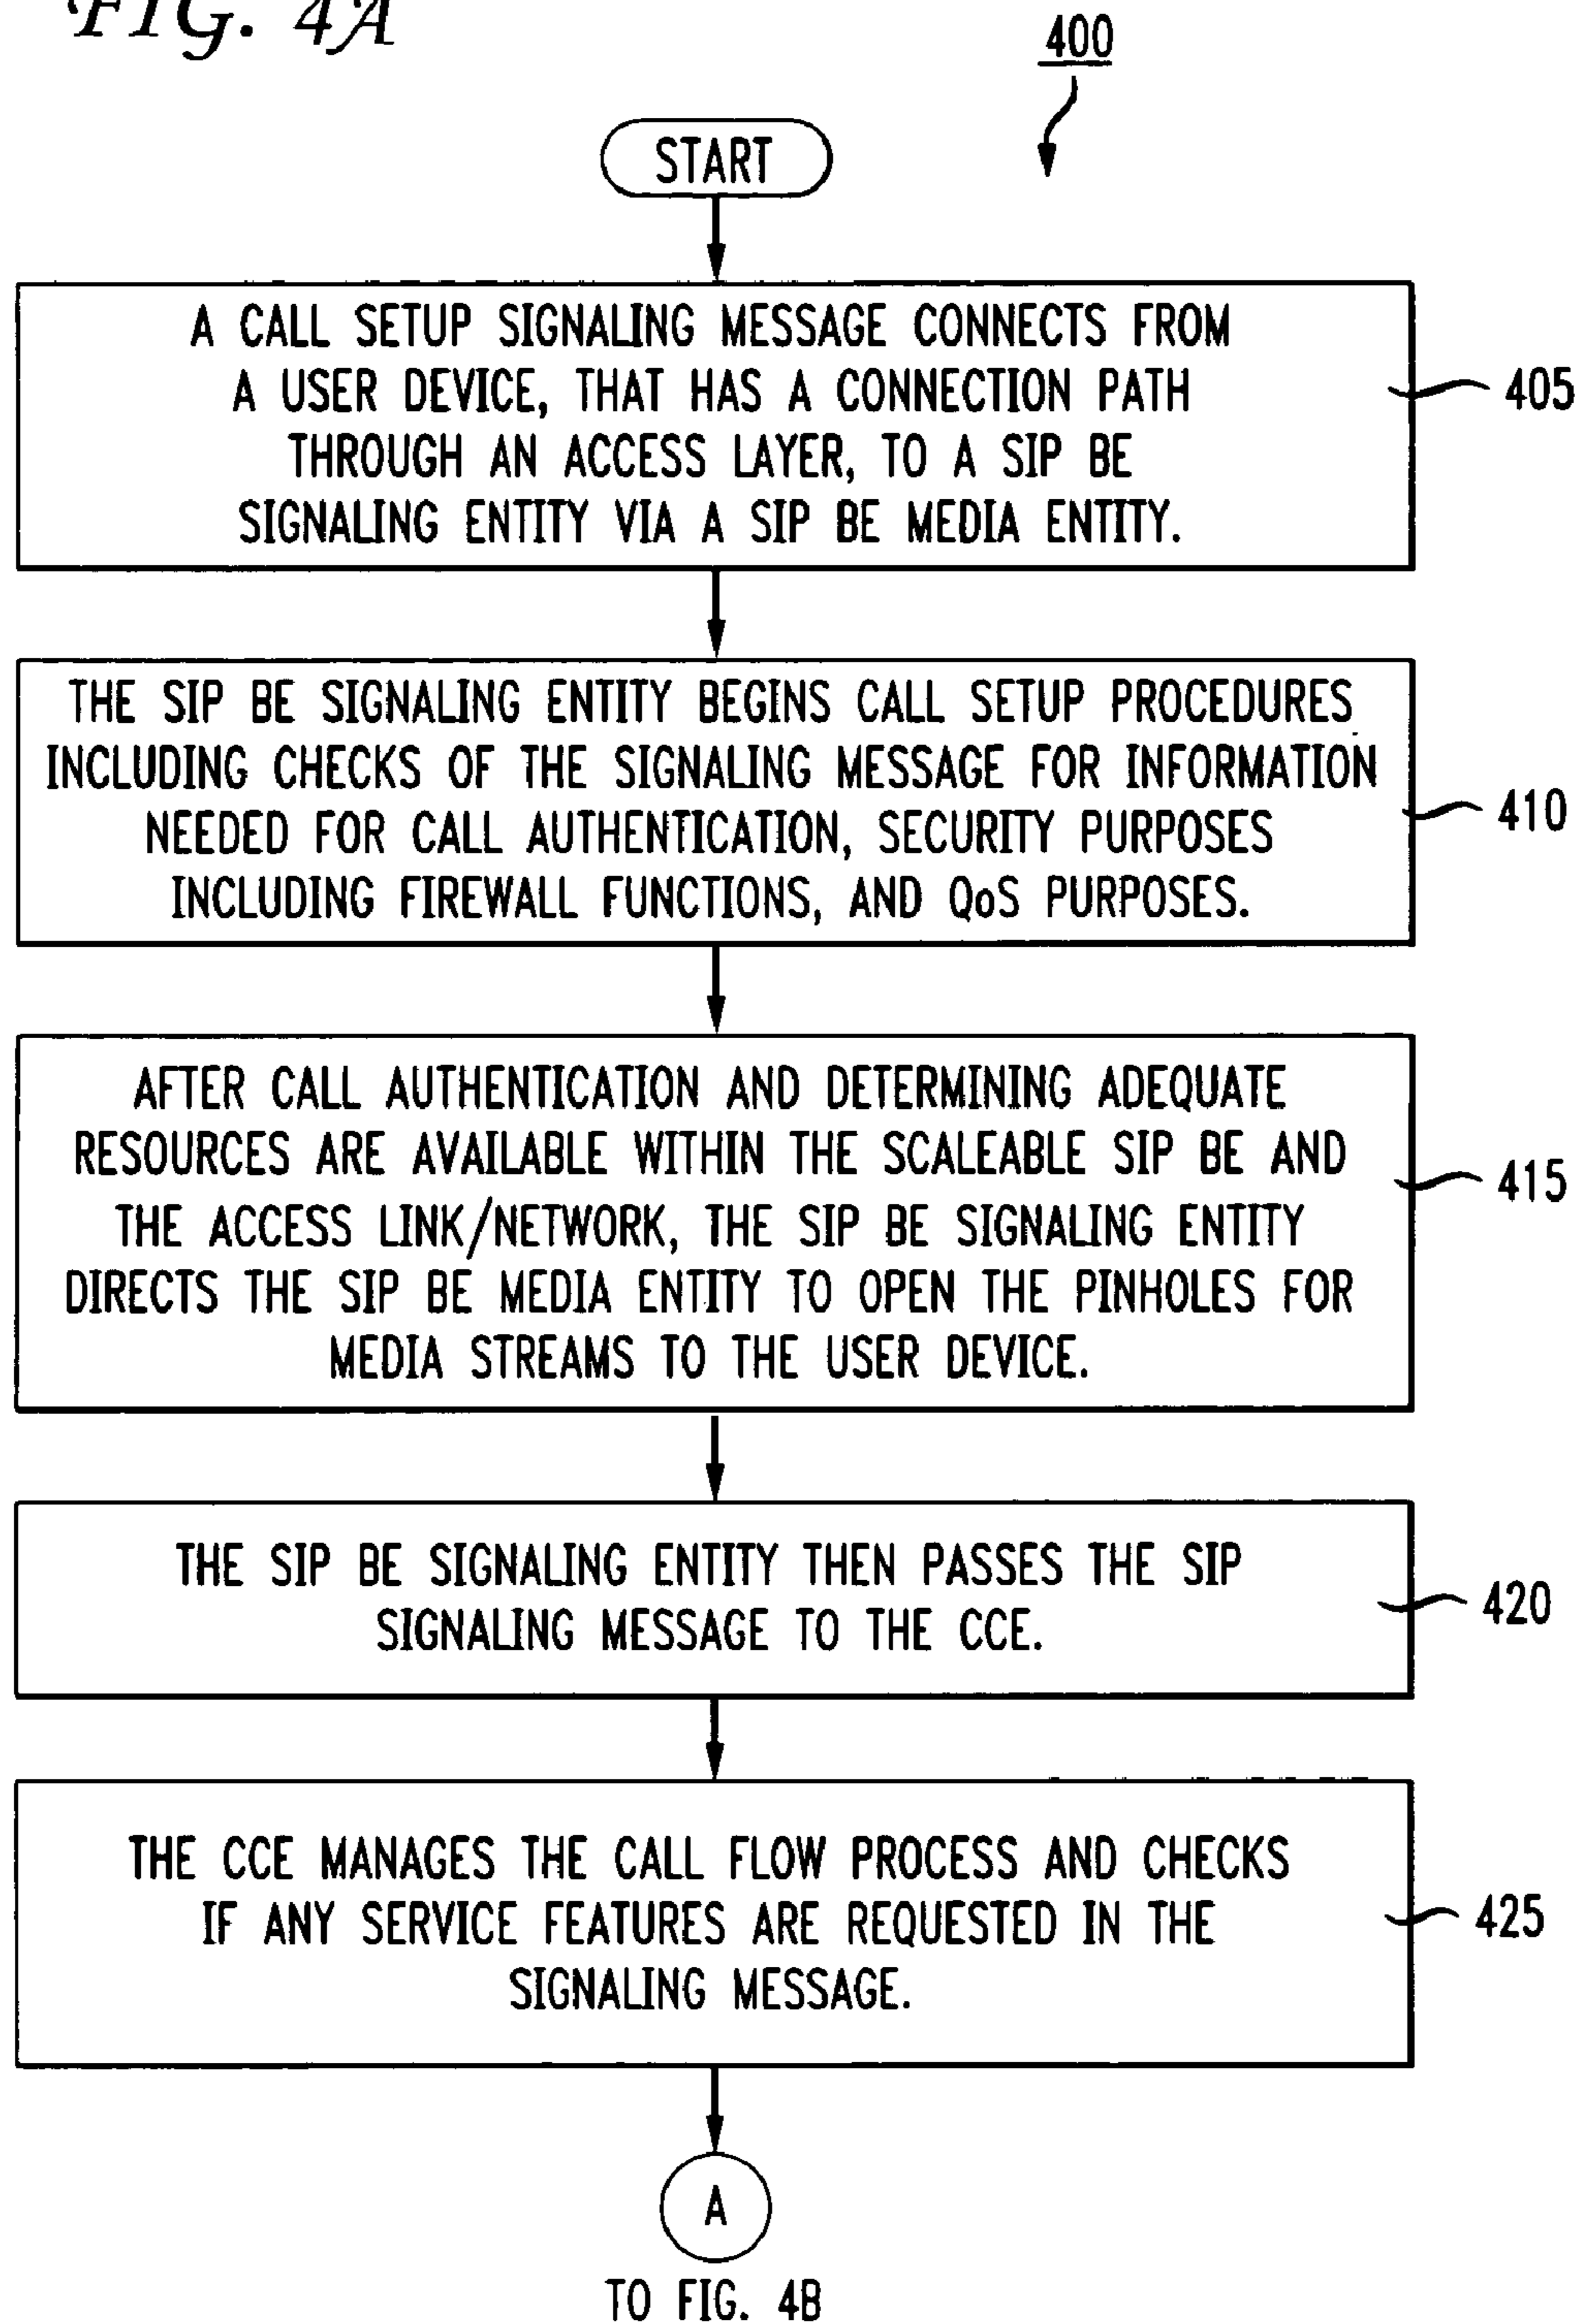 FIG. 4A
400
START
A CALL SETUP SIGNALING MESSAGE CONNECTS FROM
A USER DEVICE, THAT HAS A CONNECTION PATH
THROUGH AN ACCESS LAYER, TO A SIP BE
SIGNALING ENTITY VIA A SIP BE MEDIA ENTITY.
405
THE SIP BE SIGNALING ENTITY BEGINS CALL SETUP PROCEDURES
INCLUDING CHECKS OF THE SIGNALING MESSAGE FOR INFORMATION
NEEDED FOR CALL AUTHENTICATION, SECURITY PURPOSES
INCLUDING FIREWALL FUNCTIONS, AND QoS PURPOSES.
410
AFTER CALL AUTHENTICATION AND DETERMINING ADEQUATE
RESOURCES ARE AVAILABLE WITHIN THE SCALEABLE SIP BE AND
THE ACCESS LINK/NETWORK, THE SIP BE SIGNALING ENTITY
DIRECTS THE SIP BE MEDIA ENTITY TO OPEN THE PINHOLES FOR
MEDIA STREAMS TO THE USER DEVICE.
415
THE SIP BE SIGNALING ENTITY THEN PASSES THE SIP
SIGNALING MESSAGE TO THE CCE.
420
THE CCE MANAGES THE CALL FLOW PROCESS AND CHECKS
IF ANY SERVICE FEATURES ARE REQUESTED IN THE
SIGNALING MESSAGE.
425
A
TO FIG. 4B